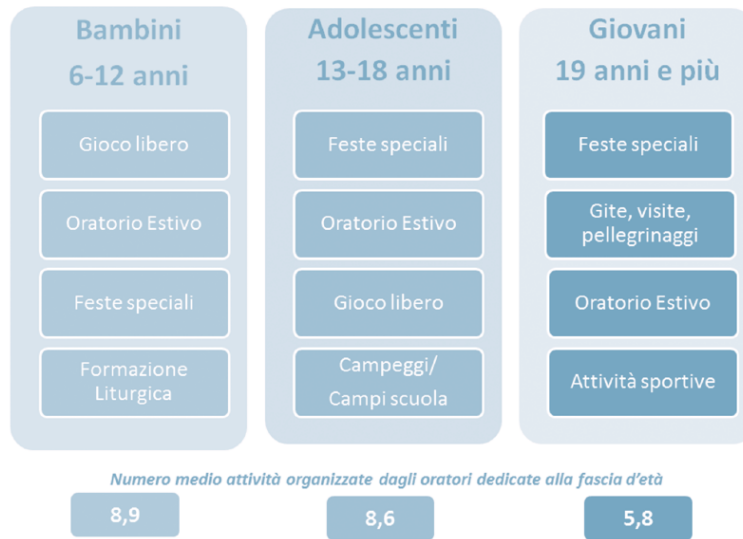 Bambini
6-12 anni
Gioco libero
Oratorio Estivo
Feste speciali
Formazione
Liturgica
Adolescenti
13-18 anni
Feste speciali
Oratorio Estivo
Gioco libero
Campeggi/
Campi scuola
Giovani
19 anni e più
Feste speciali
Gite, visite,
pellegrinaggi
Oratorio Estivo
Attività sportive
Numero medio attività organizzate dagli oratori dedicate alla fascia d'età
8,9
8,6
5,8